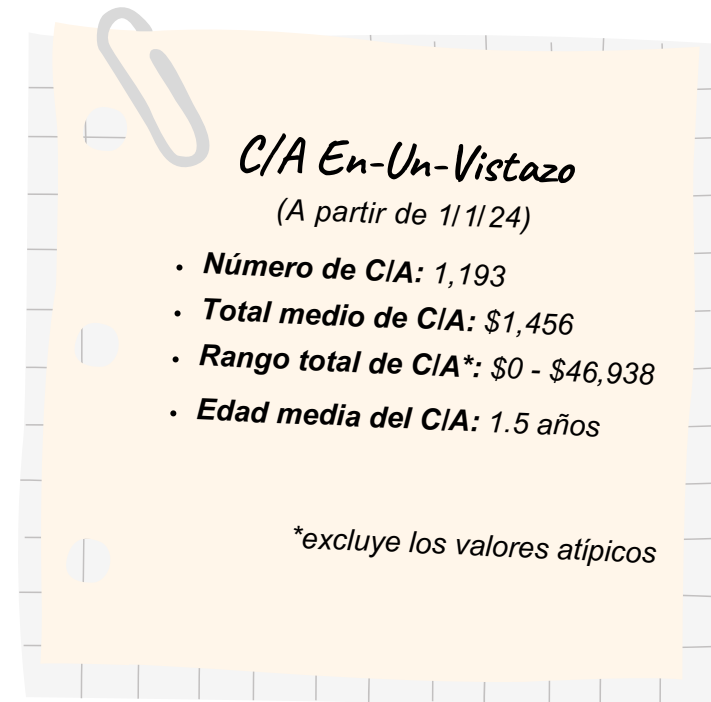 C/A En-Un-Vistazo
(A partir de 1/1/24)
• Número de C/A: 1,193
• Total medio de C/A: $1,456
• Rango total de C/A*: $0 - $46,938
• Edad media del C/A: 1.5 años
*excluye los valores atípicos